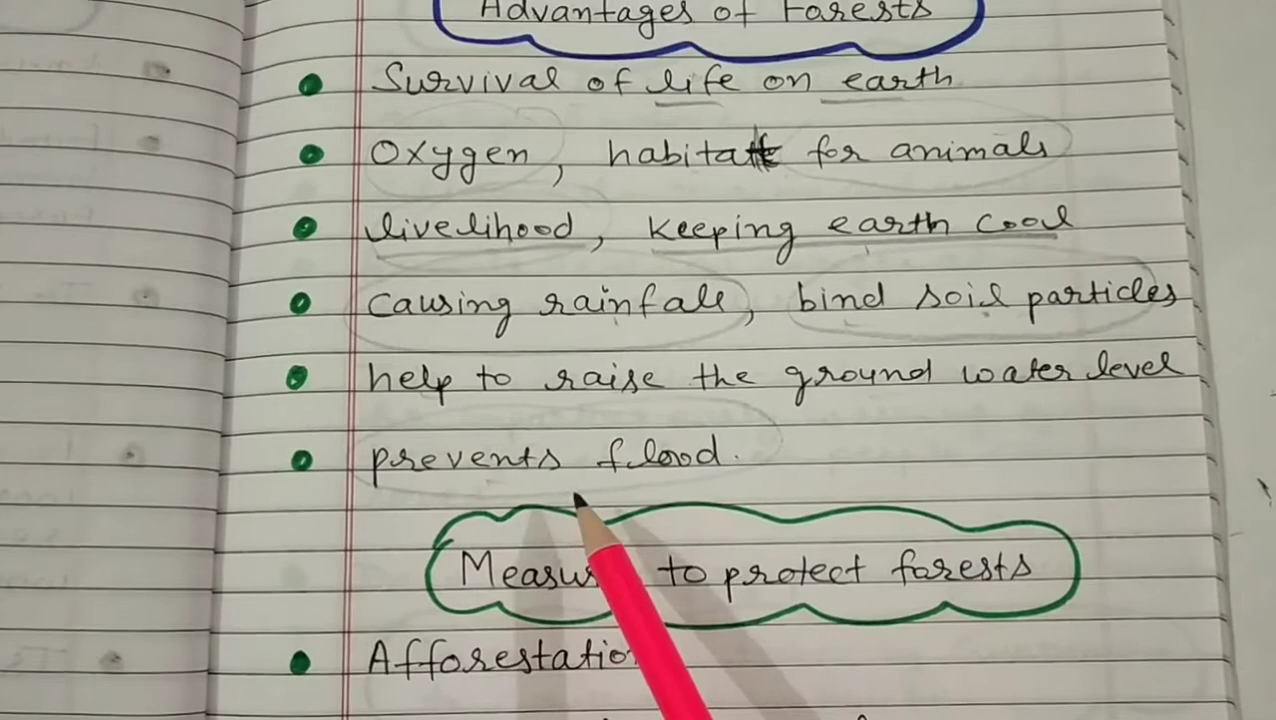 Advantages of Forests
Survival of life on earth
Oxygen, habitat for animals
livelihood, keeping earth cool
causing rainfall, bind soil particles
help to raise the ground water level
prevents flood.
to protect forests
Afforestation